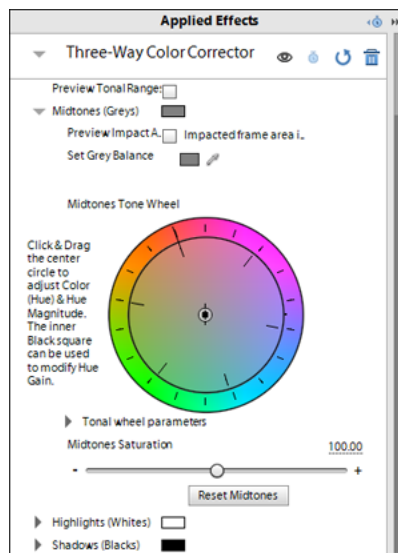 Applied Effects
Three-Way Color Corrector
Preview Tonal Range:
Midtones (Greys)
Preview Impact A.. Impacted frame area i..
Set Grey Balance
Midtones Tone Wheel
Click & Drag
the center
circle to
adjust Color
(Hue) & Hue
Magnitude.
The inner
Black square
can be used
to modify Hue
Gain.
Tonal wheel parameters
Midtones Saturation 100.00
- +
Reset Midtones
Highlights (Whites)
Shadows (Blacks)